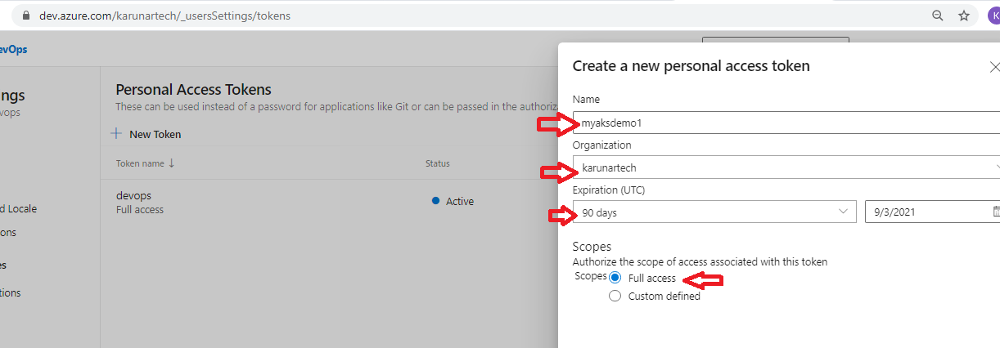 dev.azure.com/karunartech/_usersSettings/tokens
K
evOps
ngs
vops
d Locale
ons
es
tions
Personal Access Tokens
These can be used instead of a password for applications like Git or can be passed in the authoriza
New Token
Token name
Status
devops
Full access
Active
Create a new personal access token
Name
myaksdemo1
Organization
karunartech
Expiration (UTC)
90 days
9/3/2021
Scopes
Authorize the scope of access associated with this token
Scopes
Full access
Custom defined